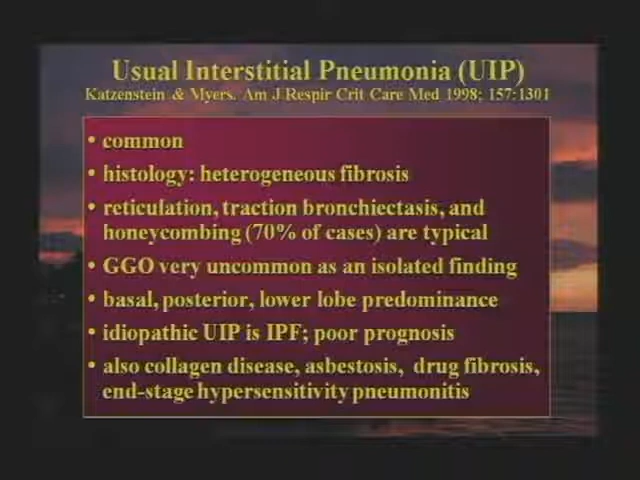 Usual Interstitial Pneumonia (UIP)
Katzenstein & Myers. Am J Respir Crit Care Med 1998; 157:1301
• common
• histology: heterogeneous fibrosis
• reticulation, traction bronchiectasis, and
honeycombing (70% of cases) are typical
• GGO very uncommon as an isolated finding
• basal, posterior, lower lobe predominance
• idiopathic UIP is IPF; poor prognosis
• also collagen disease, asbestosis, drug fibrosis,
end-stage hypersensitivity pneumonitis